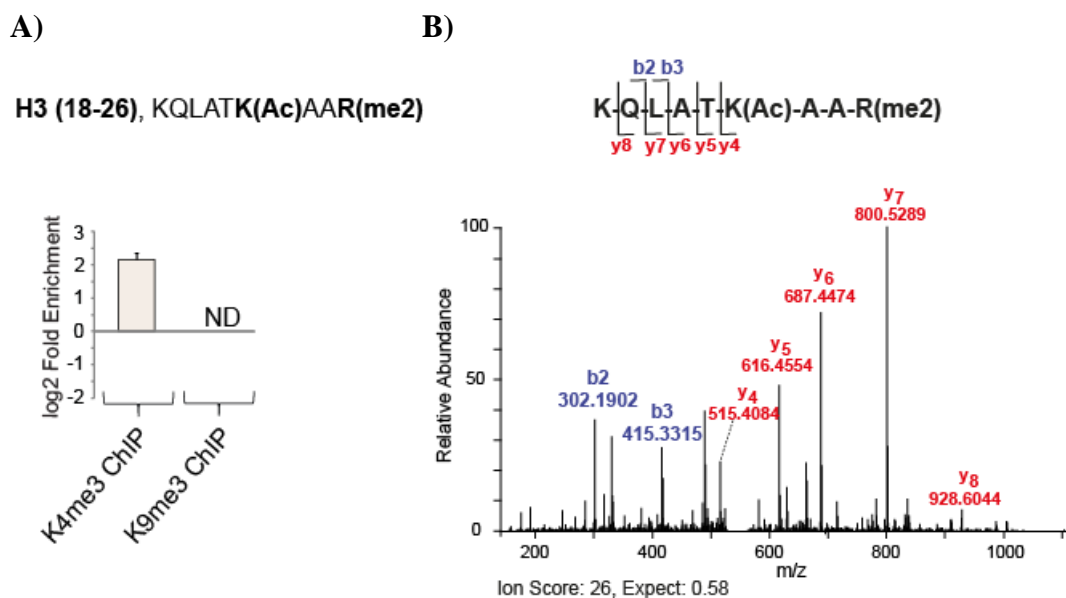 A)
B)
H3 (18-26), KQLATK(Ac)AAR(me2)
log2 Fold Enrichment
3
2
1
0
-1
-2
ND
K4me3 ChIP
K9me3 ChIP
b2 b3
K-Q-L-A-T-K(Ac)-A-A-R(me2)
y8 y7 y6 y5 y4
Relative Abundance
100
50
0
b2
302.1902
b3
415.3315
y4
515.4084
y5
616.4554
y6
687.4474
y7
800.5289
y8
928.6044
200 400 600 800 1000
m/z
Ion Score: 26, Expect: 0.58